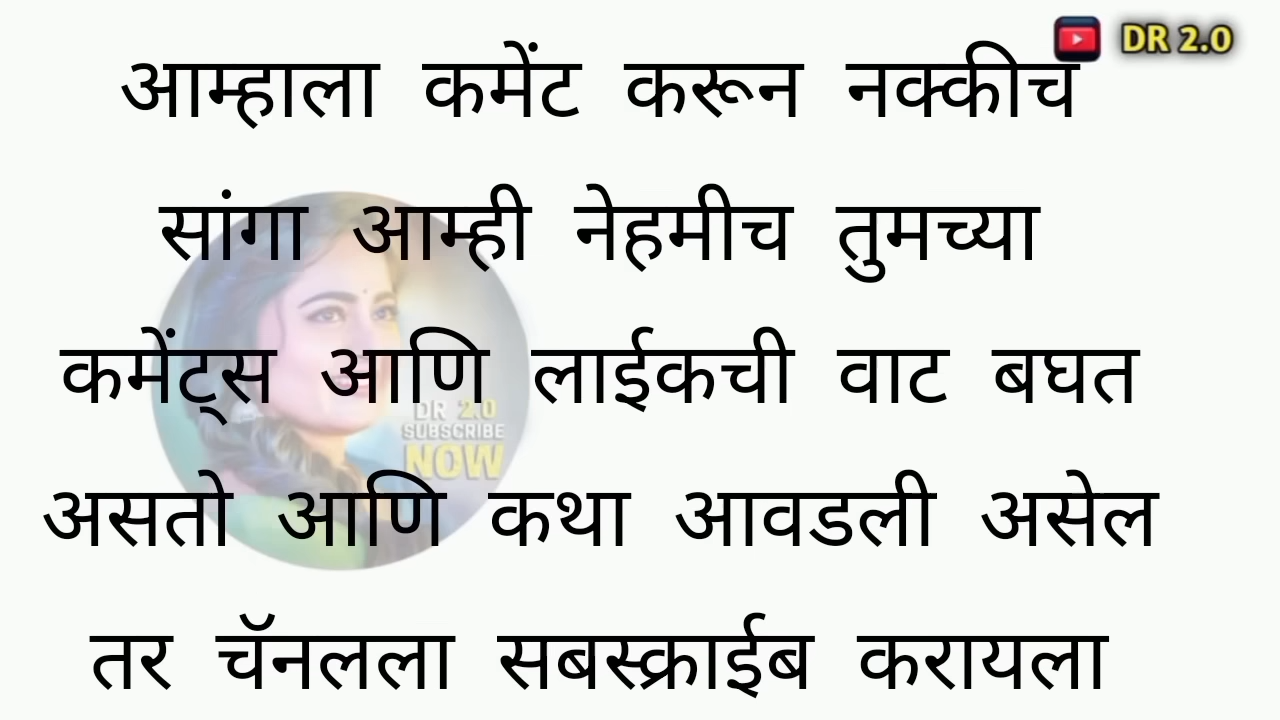 DR 2.0
आम्हाला कमेंट करून नक्कीच
सांगा आम्ही नेहमीच तुमच्या
कमेंट्स आणि लाईकची वाट बघत
DR 2.0
SUBSCRIBE
NOW
असतो आणि कथा आवडली असेल
तर चॅनलला सबस्क्राईब करायला